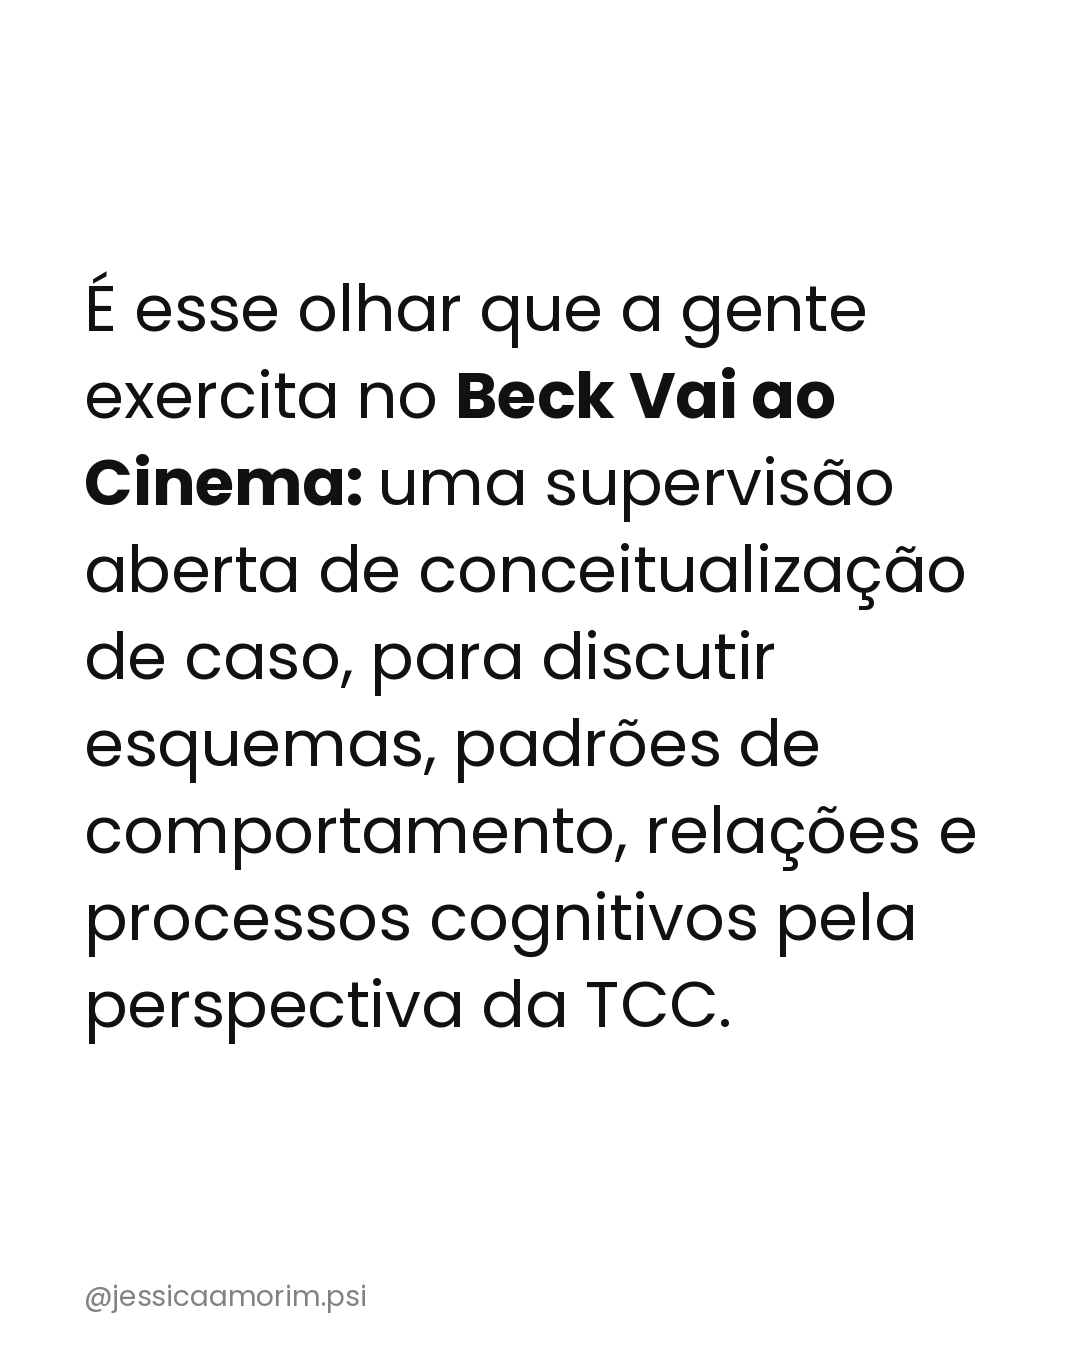 É esse olhar que a gente
exercita no Beck Vai ao
Cinema: uma supervisão
aberta de conceitualização
de caso, para discutir
esquemas, padrões de
comportamento, relações e
processos cognitivos pela
perspectiva da TCC.
@jessicaamorim.psi